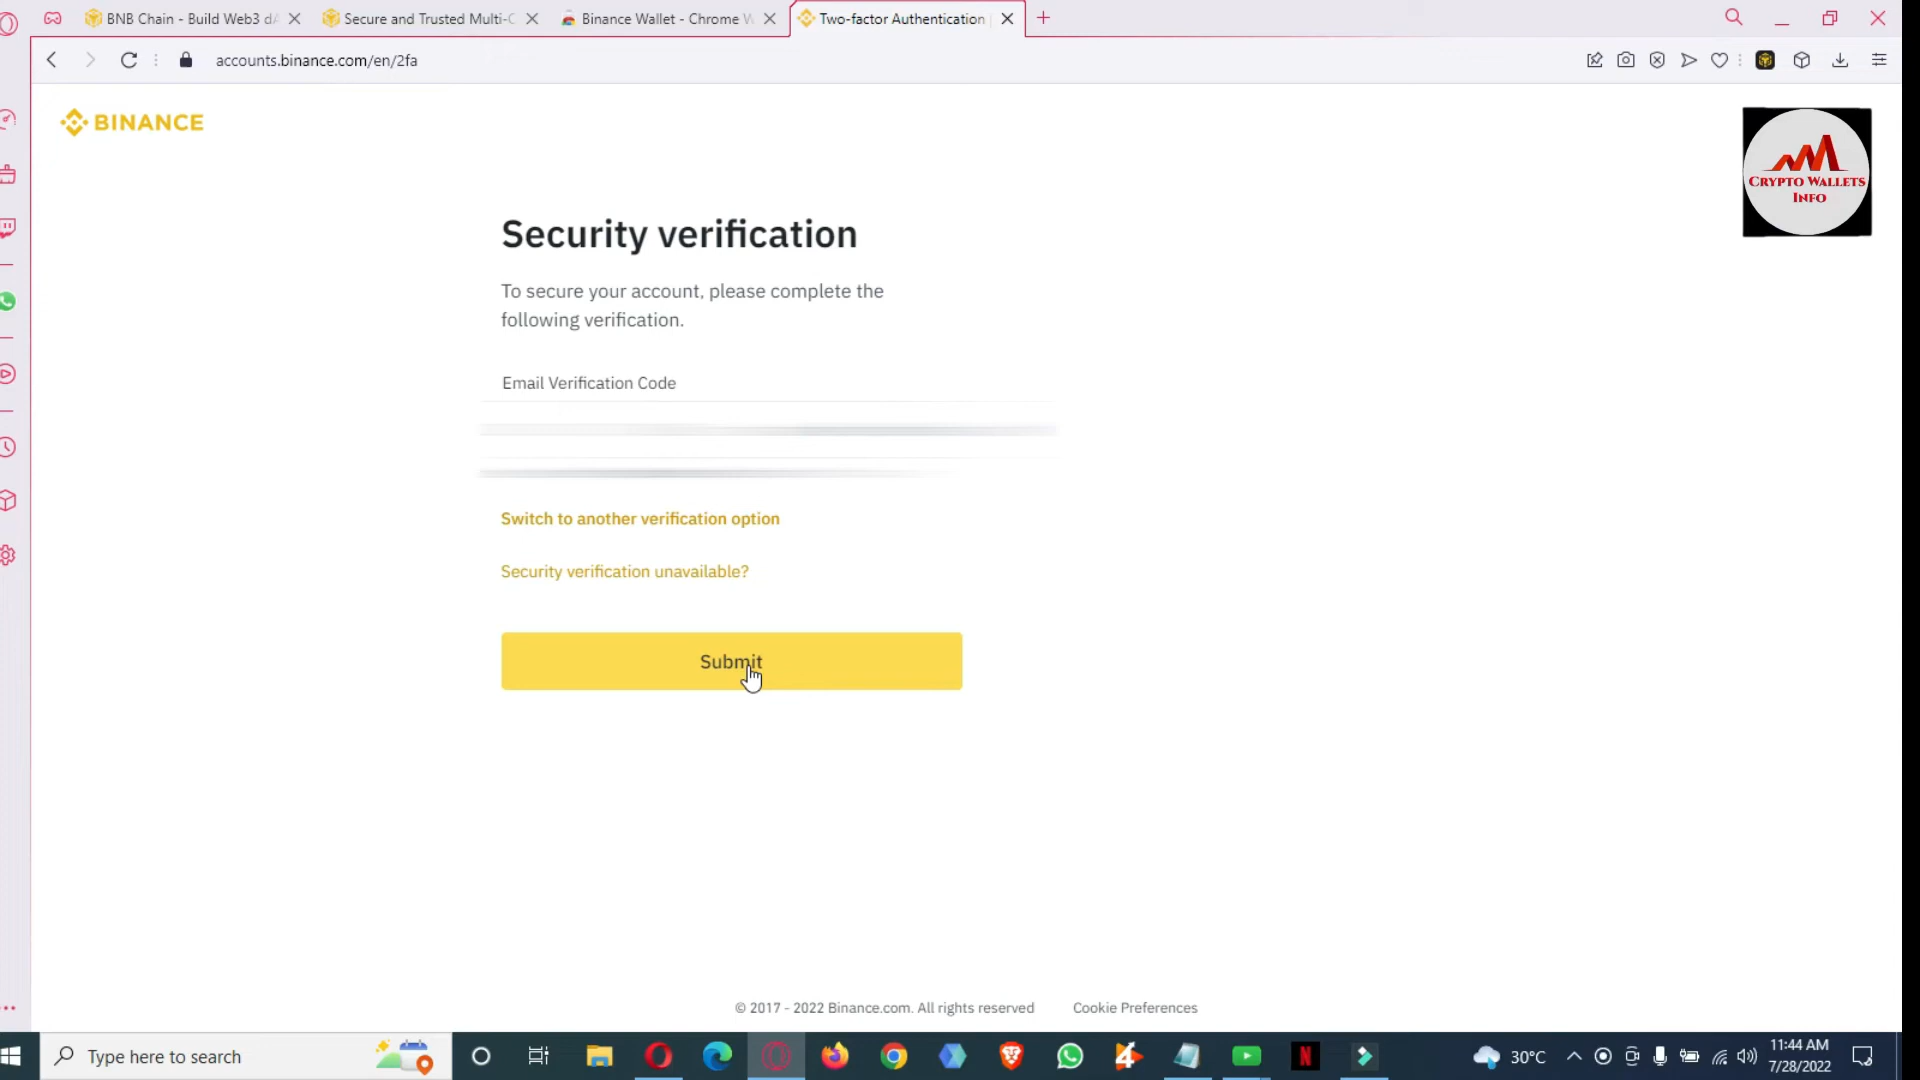 BNB Chain - Build Web3 dA
Secure and Trusted Multi-C
Binance Wallet - Chrome W
Two-factor Authentication
accounts.binance.com/en/2fa
BINANCE
CRYPTO WALLETS
INFO
Security verification
To secure your account, please complete the
following verification.
Email Verification Code
Switch to another verification option
Security verification unavailable?
Submit
© 2017 - 2022 Binance.com. All rights reserved
Cookie Preferences
Type here to search
30°C
11:44 AM
7/28/2022